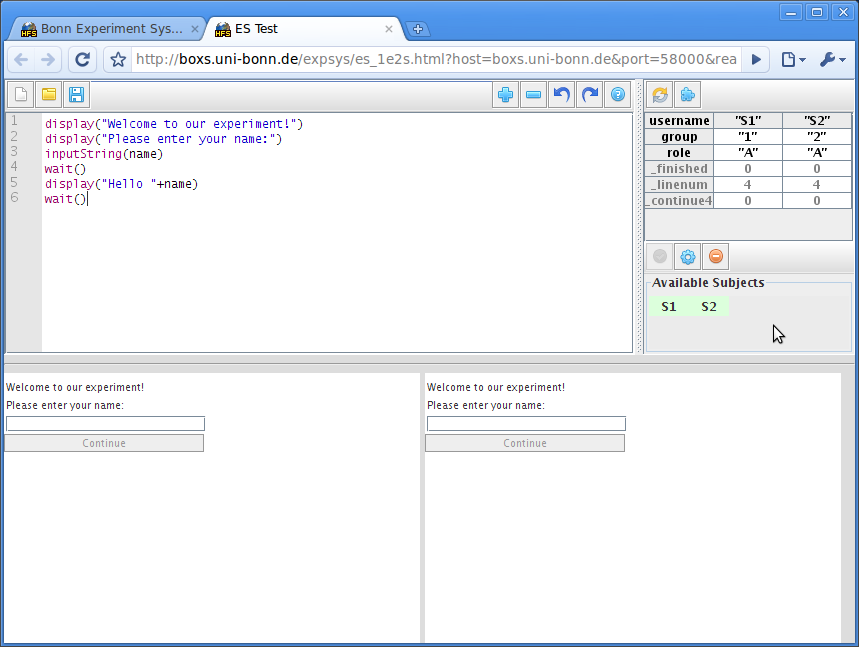 Bonn Experiment Sys...
ES Test
http://boxs.uni-bonn.de/expsys/es_1e2s.html?host=boxs.uni-bonn.de&port=58000&rea
1 display("Welcome to our experiment!")
2 display("Please enter your name:")
3 inputString(name)
4 wait()
5 display("Hello "+name)
6 wait()
username "S1" "S2"
group "1" "2"
role "A" "A"
_finished 0 0
_linenum 4 4
_continue4 0 0
Available Subjects
S1 S2
Welcome to our experiment!
Please enter your name:
Continue
Welcome to our experiment!
Please enter your name:
Continue